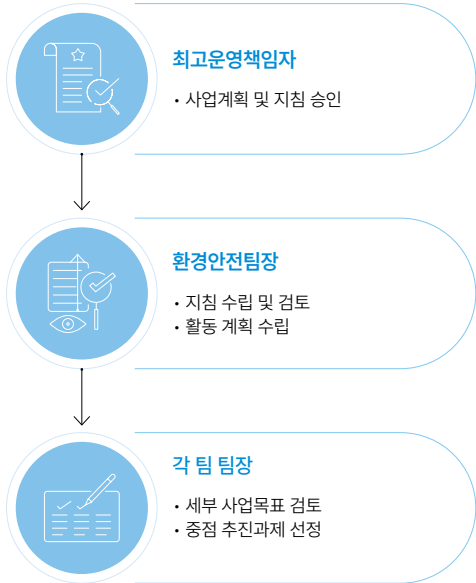 최고운영책임자
• 사업계획 및 지침 승인
환경안전팀장
• 지침 수립 및 검토
• 활동 계획 수립
각 팀 팀장
• 세부 사업목표 검토
• 중점 추진과제 선정